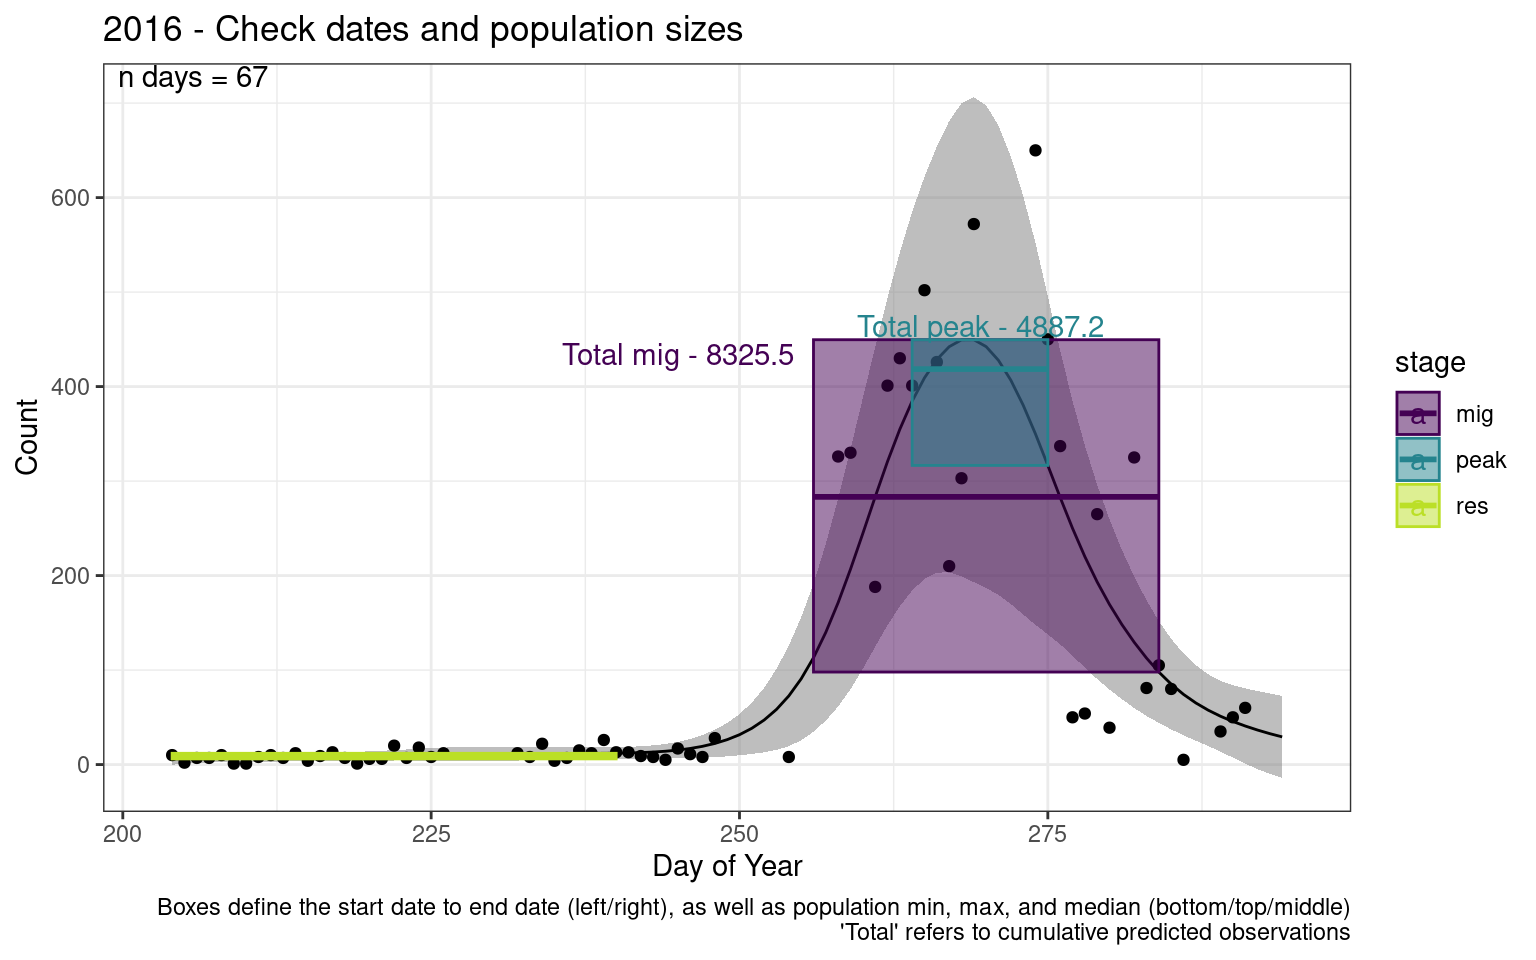 2016 - Check dates and population sizes
n days = 67
Total peak - 4887.2
Total mig - 8325.5
600
400
200
0
Count
200
225
250
275
Day of Year
stage
a mig
a peak
a res
Boxes define the start date to end date (left/right), as well as population min, max, and median (bottom/top/middle)
'Total' refers to cumulative predicted observations